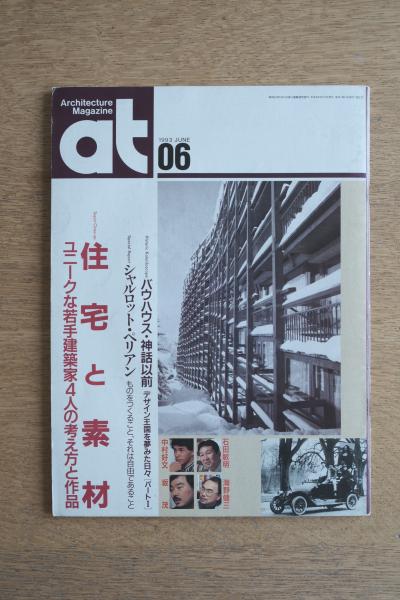 Architecture
Magazine
at
1993 JUNE
06
住宅と素材
ユニークな若手建築家4人の考え方と作品
バウハウス・神話以前 デザイン王国を夢みた日々［パート1］
Special Report
シャルロット・ペリアン ものをつくること、それは自由であること
石田敏明
海野健三
中村好文
坂 茂